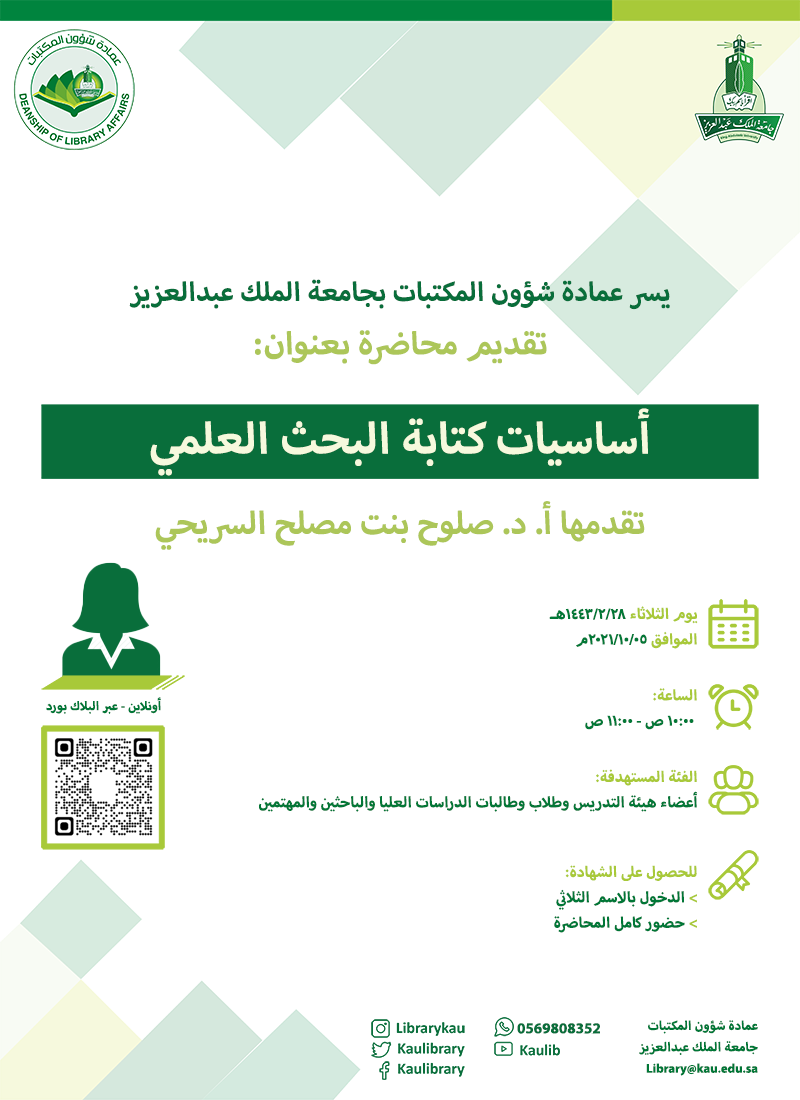 عمادة شؤون المكتبات
DEANSHIP OF LIBRARY AFFAIRS
جامعة الملك عبدالعزيز
يسر عمادة شؤون المكتبات بجامعة الملك عبدالعزيز
تقديم محاضرة بعنوان:
أساسيات كتابة البحث العلمي
تقدمها أ. د. صلوح بنت مصلح السريحي
يوم الثلاثاء ١٤٤٣/٢/٢٨هـ
الموافق ٢٠٢١/١٠/٠٥م
الساعة:
١٠:٠٠ ص - ١١:٠٠ ص
الفئة المستهدفة:
أعضاء هيئة التدريس وطلاب وطالبات الدراسات العليا والباحثين والمهتمين
للحصول على الشهادة:
> الدخول بالاسم الثلاثي
> حضور كامل المحاضرة
أونلاين - عبر البلاك بورد
عمادة شؤون المكتبات
جامعة الملك عبدالعزيز
Library@kau.edu.sa
0569808352
Kaulib
Librarykau
Kaulibrary
Kaulibrary